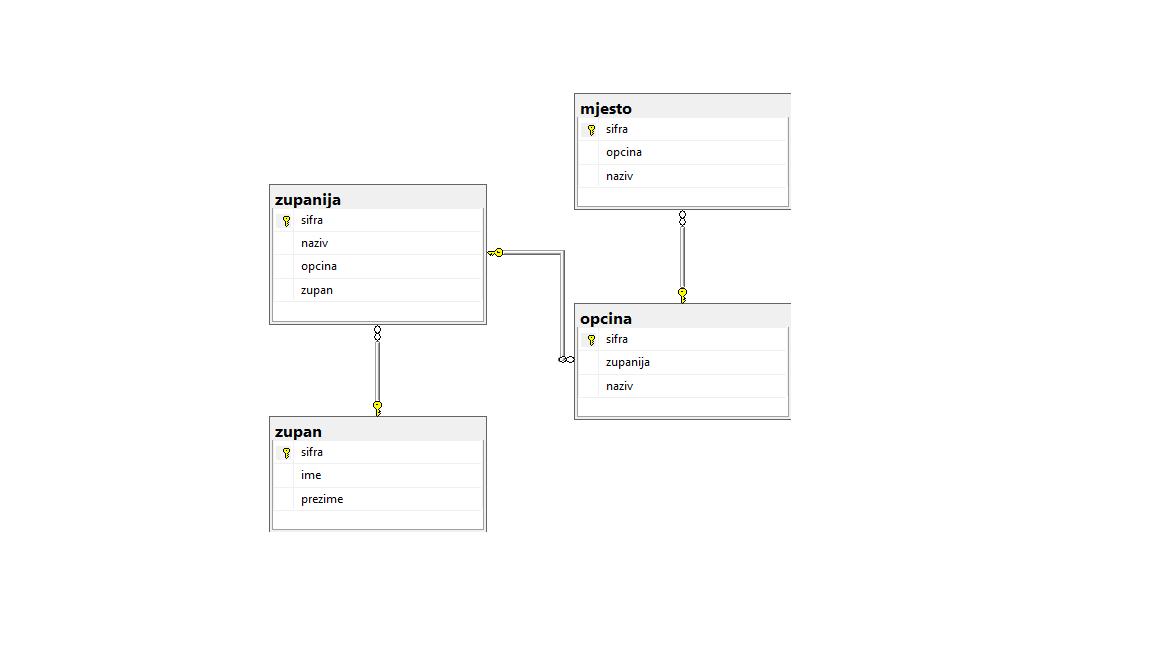 mjesto
sifra
opcina
naziv
zupanija
sifra
naziv
opcina
zupan
opcina
sifra
zupanija
naziv
zupan
sifra
ime
prezime